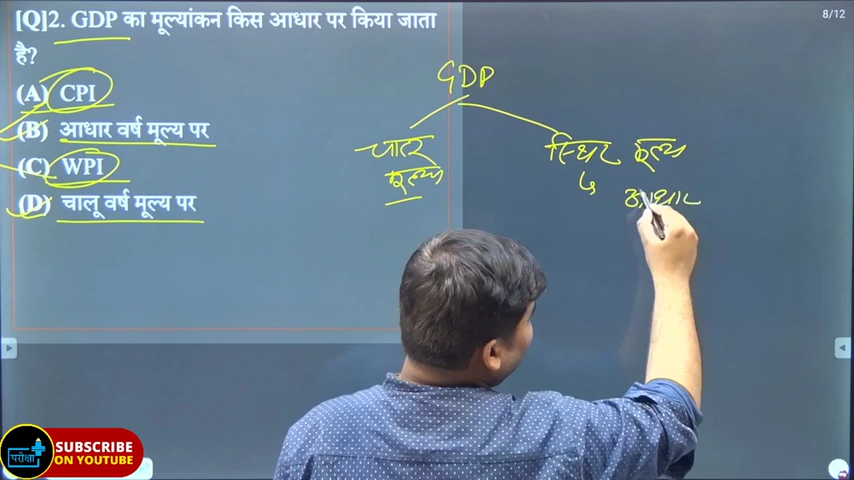 [Q]2. GDP का मूल्यांकन किस आधार पर किया जाता
है?
(A) CPI
(B) आधार वर्ष मूल्य पर
(C) WPI
(D) चालू वर्ष मूल्य पर
8/12
GDP
चालू
मूल्य
स्थिर मूल्य
आधार
परीक्षा
SUBSCRIBE
ON YOUTUBE